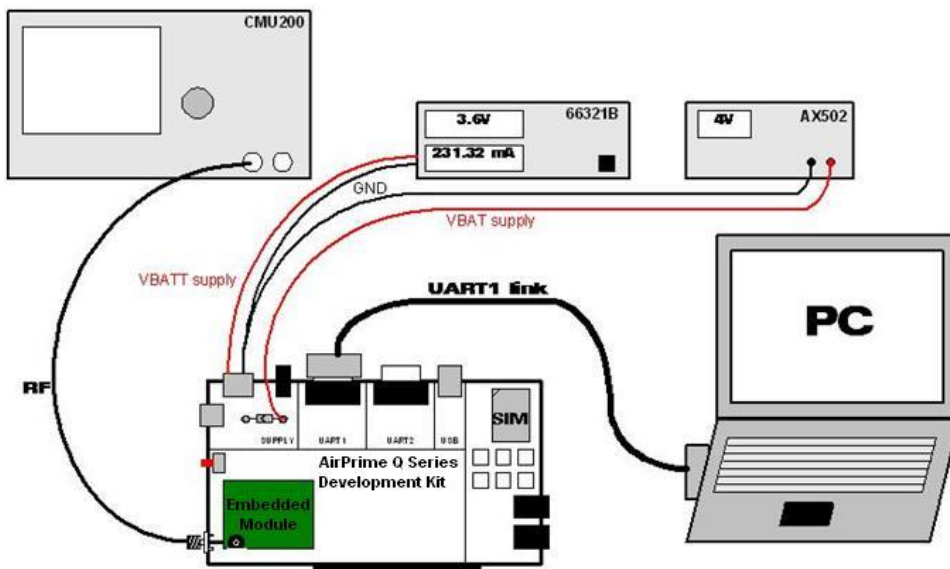 CMU200
3.6V
66321B
231.32 mA
4V
AX502
GND
VBAT supply
VBATT supply
UART1 link
PC
RF
SIM
SUPPLY
UART1
UART2
USB
AirPrime Q Series
Development Kit
Embedded
Module